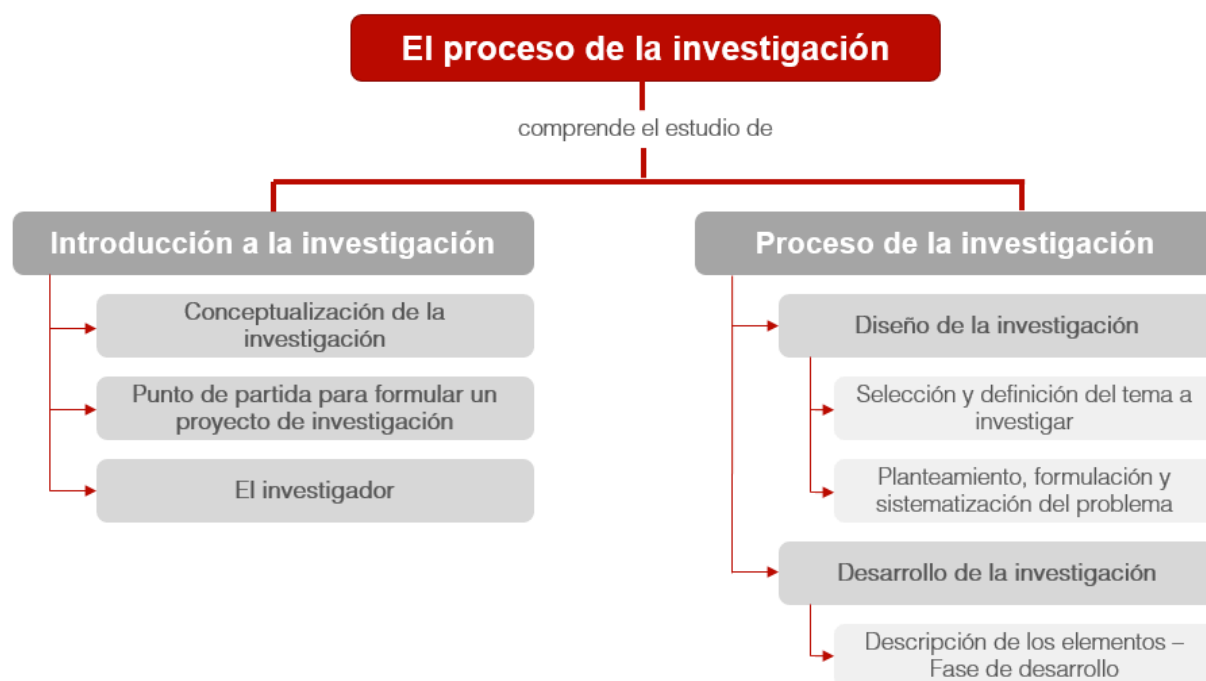 El proceso de la investigación
comprende el estudio de
Introducción a la investigación
Conceptualización de la
investigación
Punto de partida para formular un
proyecto de investigación
El investigador
Proceso de la investigación
Diseño de la investigación
Selección y definición del tema a
investigar
Planteamiento, formulación y
sistematización del problema
Desarrollo de la investigación
Descripción de los elementos –
Fase de desarrollo